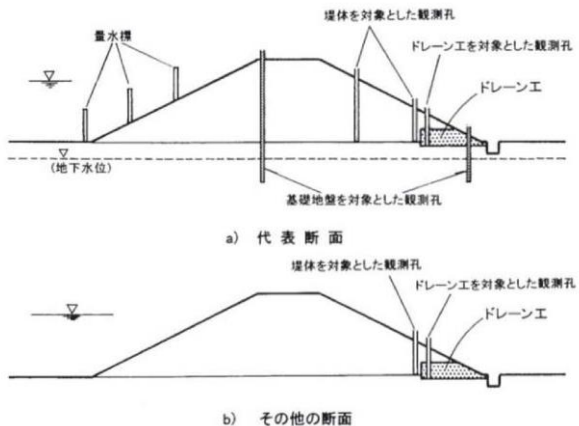 量水標
堤体を対象とした観測孔
ドレーン工を対象とした観測孔
ドレーン工
(地下水位)
基礎地盤を対象とした観測孔
a) 代表断面
堤体を対象とした観測孔
ドレーン工を対象とした観測孔
ドレーン工
b) その他の断面